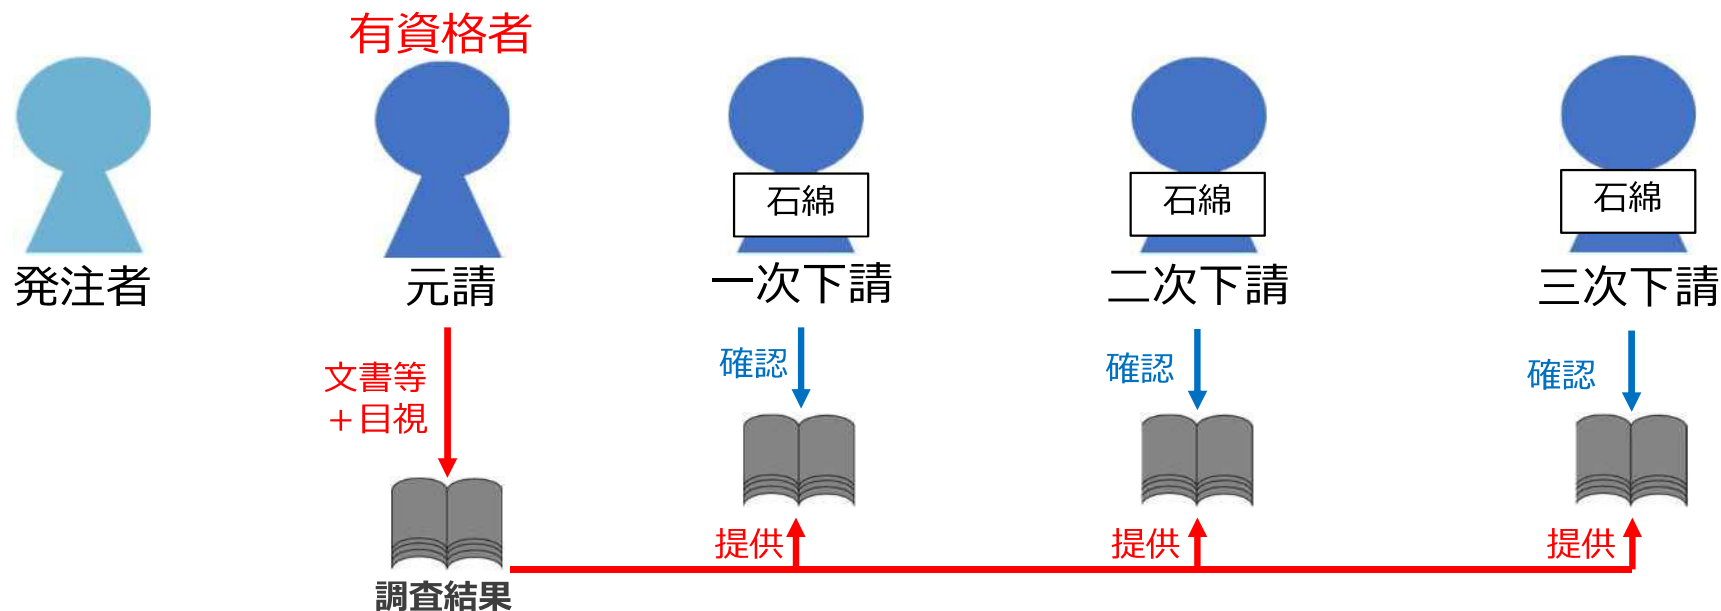 有資格者
石綿
石綿
石綿
発注者
元請
一次下請
二次下請
三次下請
文書等
＋目視
確認
確認
確認
提供
提供
提供
調査結果